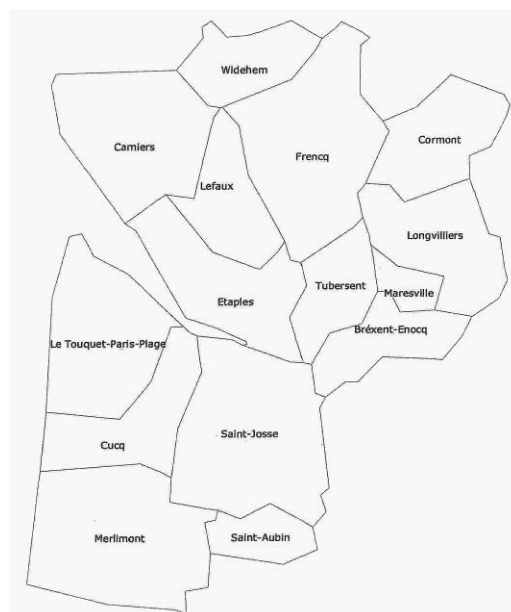 Widehem
Cormont
Camiers
Frencq
Lefaux
Longvilliers
Tubersent
Maresville
Etaples
Bréxent-Enocq
Le Touquet-Paris-Plage
Saint-Josse
Cucq
Merlimont
Saint-Aubin